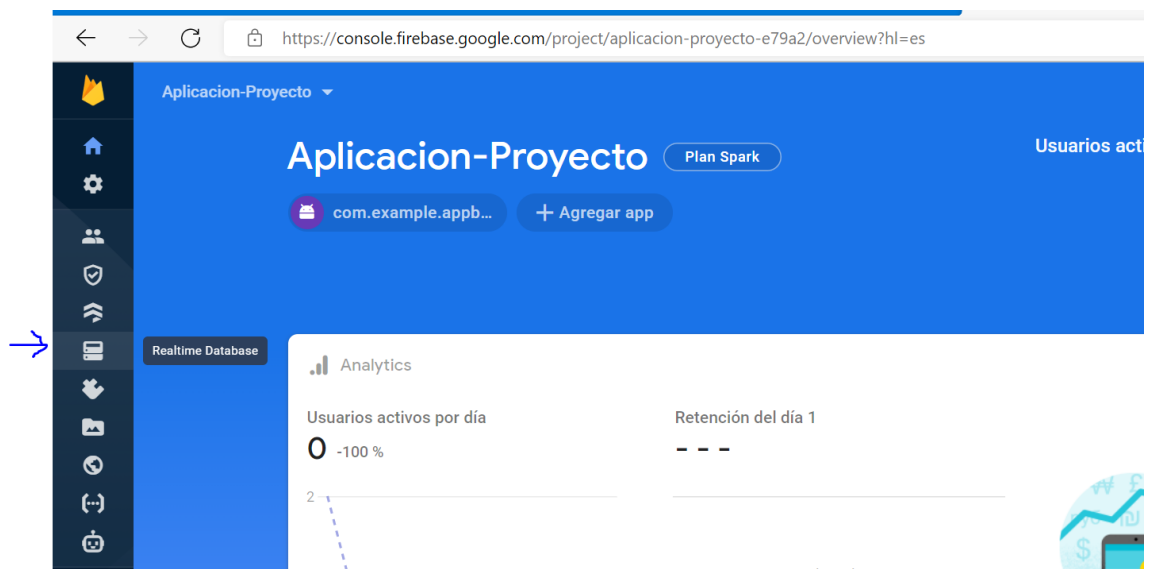 https://console.firebase.google.com/project/aplicacion-proyecto-e79a2/overview?hl=es
Aplicacion-Proyecto
Aplicacion-Proyecto Plan Spark
Usuarios acti
com.example.appb...
+ Agregar app
Realtime Database
Analytics
Usuarios activos por día
0 -100 %
2
Retención del día 1
- - -